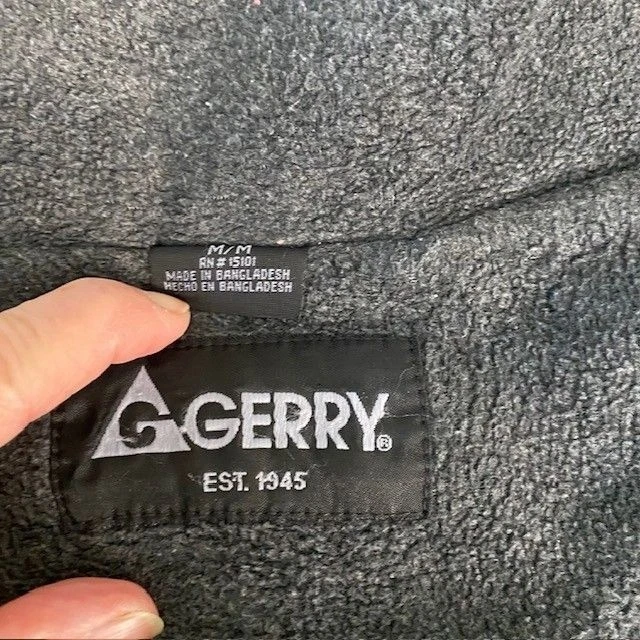 M/M
RN# 15101
MADE IN BANGLADESH
HECHO EN BANGLADESH
G GERRY®
EST. 1945